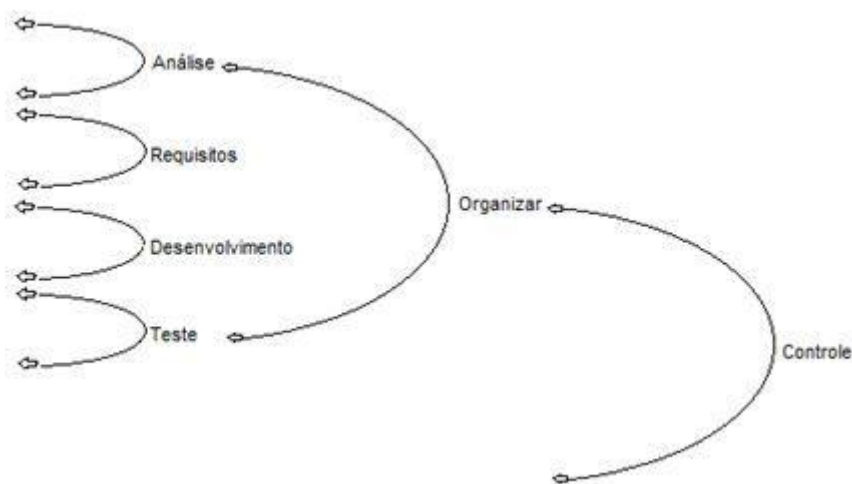 Análise
Requisitos
Organizar
Desenvolvimento
Teste
Controle